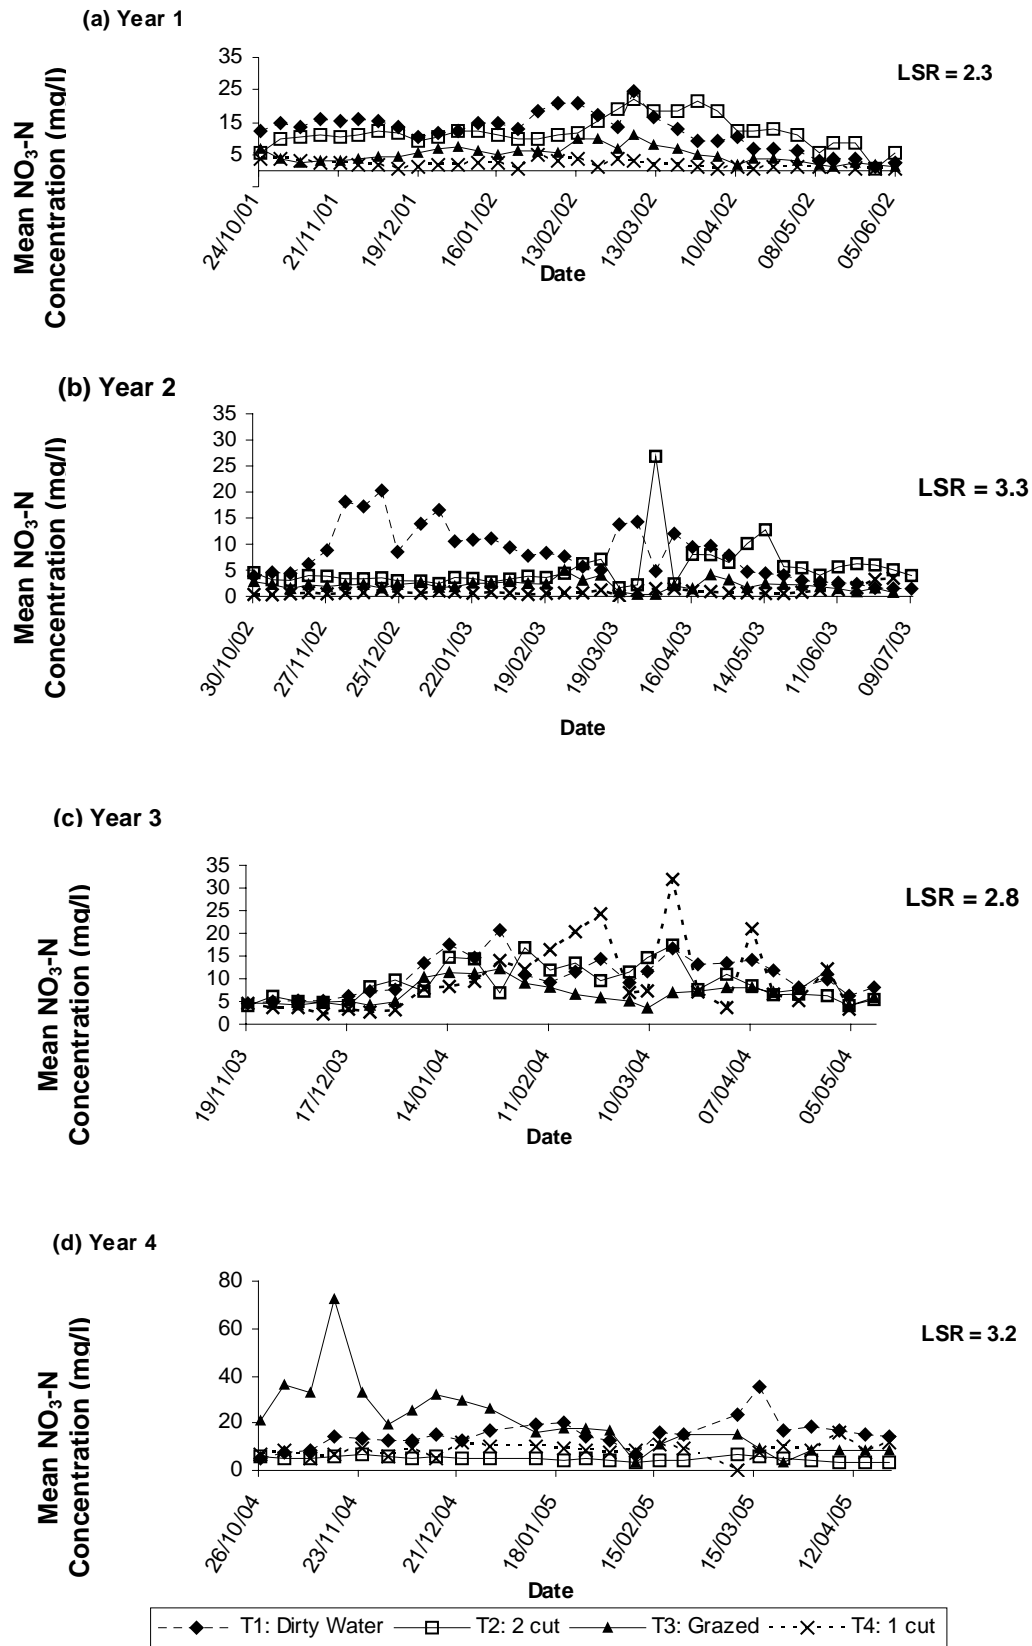 (a) Year 1
35
25
15
5
LSR = 2.3
Mean NO₃-N
Concentration (mg/l)
24/10/01
21/11/01
19/12/01
16/01/02
13/02/02
13/03/02
10/04/02
08/05/02
05/06/02
Date
(b) Year 2
35
30
25
20
15
10
5
0
LSR = 3.3
Mean NO₃-N
Concentration (mg/l)
30/10/02
27/11/02
25/12/02
22/01/03
19/02/03
19/03/03
16/04/03
14/05/03
11/06/03
09/07/03
Date
(c) Year 3
35
30
25
20
15
10
5
0
LSR = 2.8
Mean NO₃-N
Concentration (mg/l)
19/11/03
17/12/03
14/01/04
11/02/04
10/03/04
07/04/04
05/05/04
Date
(d) Year 4
80
60
40
20
0
LSR = 3.2
Mean NO₃-N
Concentration (mg/l)
26/10/04
23/11/04
21/12/04
18/01/05
15/02/05
15/03/05
12/04/05
Date
T1: Dirty Water
T2: 2 cut
T3: Grazed
T4: 1 cut